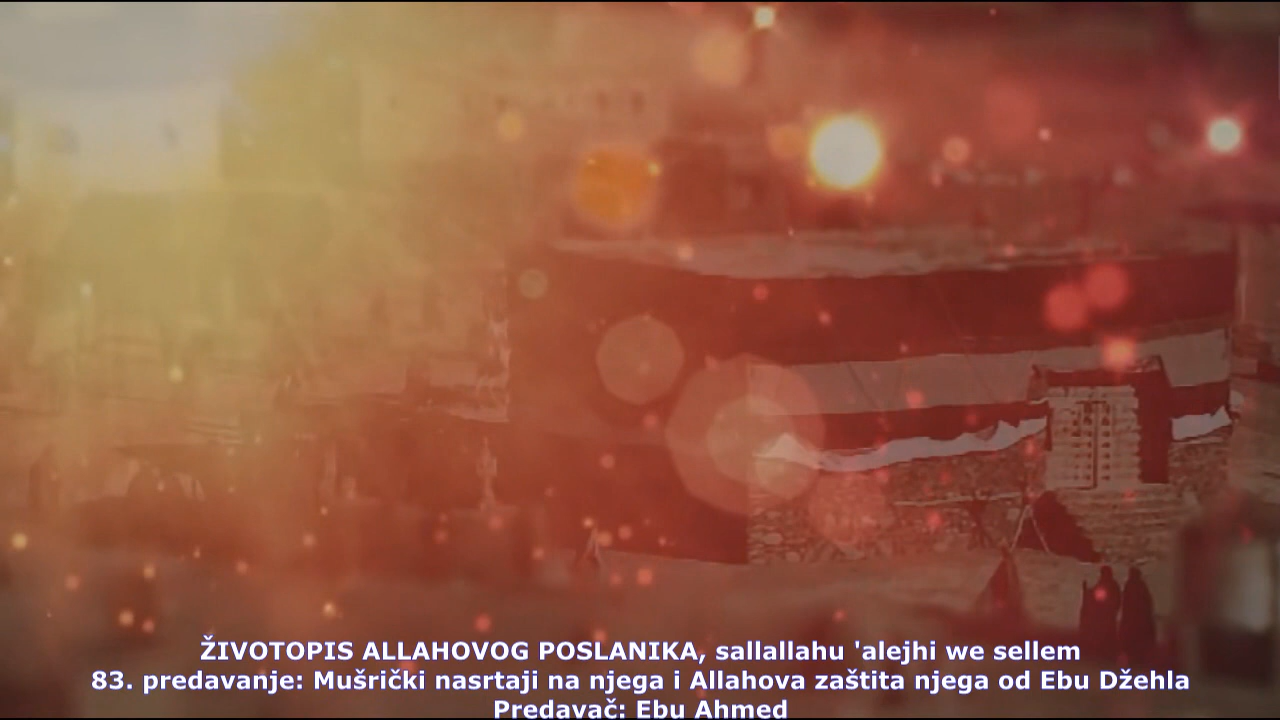 ŽIVOTOPIS ALLAHOVOG POSLANIKA, sallallahu 'alejhi we sellem
83. predavanje: Mušrički nasrtaji na njega i Allahova zaštita njega od Ebu Džehla
Predavač: Ebu Ahmed